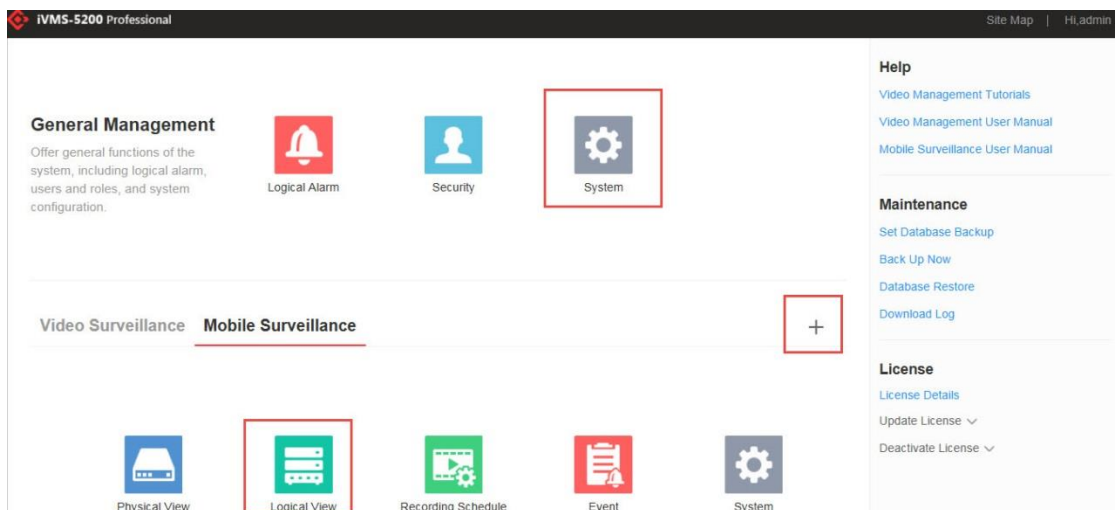 iVMS-5200 Professional
Site Map | Hi,admin
General Management
Offer general functions of the
system, including logical alarm,
users and roles, and system
configuration.
Logical Alarm
Security
System
Video Surveillance Mobile Surveillance
+
Physical View
Logical View
Recording Schedule
Event
System
Help
Video Management Tutorials
Video Management User Manual
Mobile Surveillance User Manual
Maintenance
Set Database Backup
Back Up Now
Database Restore
Download Log
License
License Details
Update License
Deactivate License